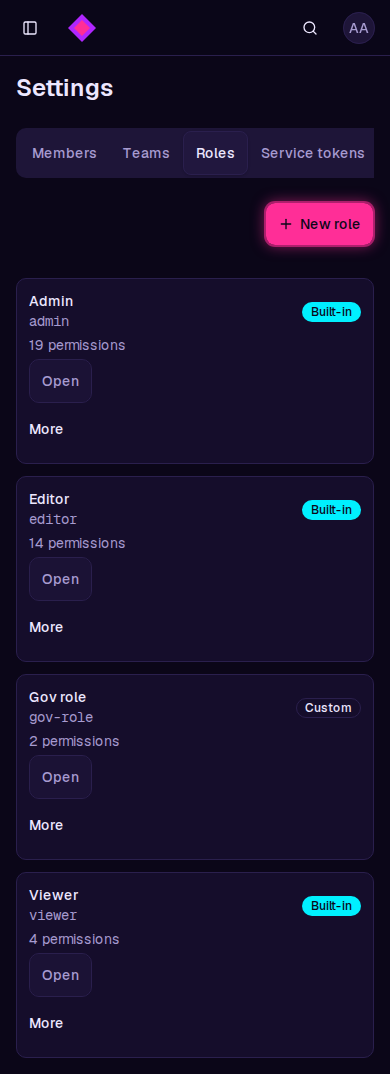 AA
Settings
Members Teams Roles Service tokens
+ New role
Admin
Built-in
admin
19 permissions
Open
More
Editor
Built-in
editor
14 permissions
Open
More
Gov role
Custom
gov-role
2 permissions
Open
More
Viewer
Built-in
viewer
4 permissions
Open
More